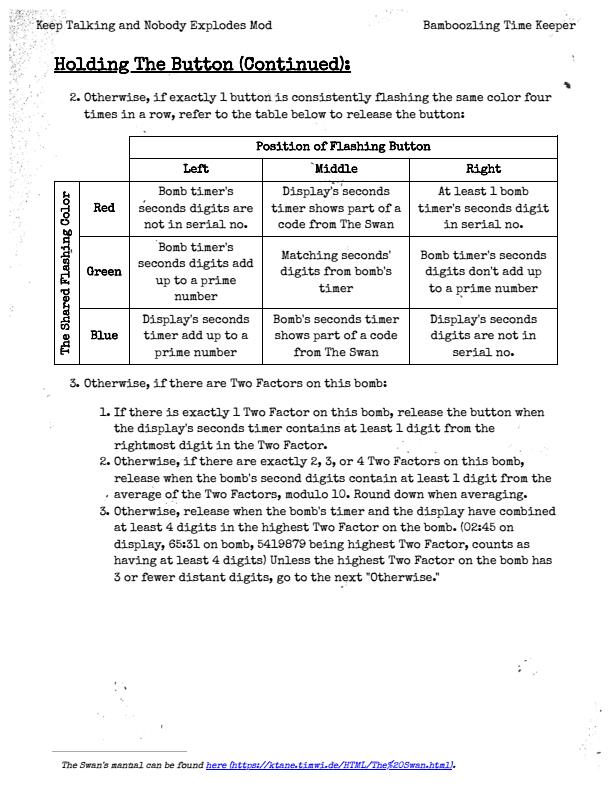 Keep Talking and Nobody Explodes Mod
Bamboozling Time Keeper
Holding The Button (Continued):
2. Otherwise, if exactly 1 button is consistently flashing the same color four
times in a row, refer to the table below to release the button:
Position of Flashing Button
Left
Middle
Right
The Shared Flashing Color
Red
Bomb timer's
seconds digits are
not in serial no.
Display's seconds
timer shows part of a
code from The Swan
At least 1 bomb
timer's seconds digit
in serial no.
Green
Bomb timer's
seconds digits add
up to a prime
number
Matching seconds'
digits from bomb's
timer
Bomb timer's seconds
digits don't add up
to a prime number
Blue
Display's seconds
timer add up to a
prime number
Bomb's seconds timer
shows part of a code
from The Swan
Display's seconds
digits are not in
serial no.
3. Otherwise, if there are Two Factors on this bomb:
1. If there is exactly 1 Two Factor on this bomb, release the button when
the display's seconds timer contains at least 1 digit from the
rightmost digit in the Two Factor.
2. Otherwise, if there are exactly 2, 3, or 4 Two Factors on this bomb,
release when the bomb's second digits contain at least 1 digit from the
average of the Two Factors, modulo 10. Round down when averaging.
3. Otherwise, release when the bomb's timer and the display have combined
at least 4 digits in the highest Two Factor on the bomb. (02:45 on
display, 65:31 on bomb, 5419879 being highest Two Factor, counts as
having at least 4 digits) Unless the highest Two Factor on the bomb has
3 or fewer distant digits, go to the next "Otherwise."
The Swan's manual can be found here (https://ktane.timwi.de/HTML/The%20Swan.html).